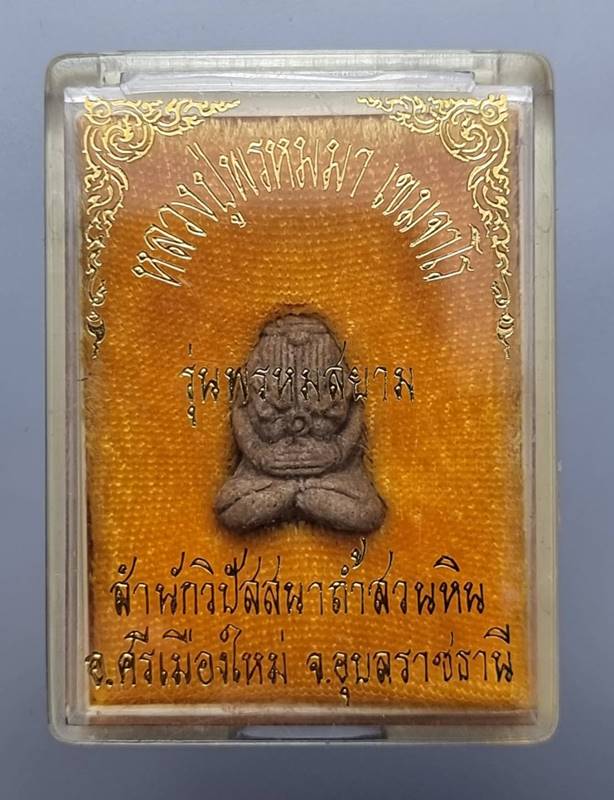 หลวงปู่พรหมมา เขมจาโร
รุ่นพรหมสยาม
สำนักวิปัสสนาถ้ำสวนหิน
อ.ศรีเมืองใหม่ จ.อุบลราชธานี